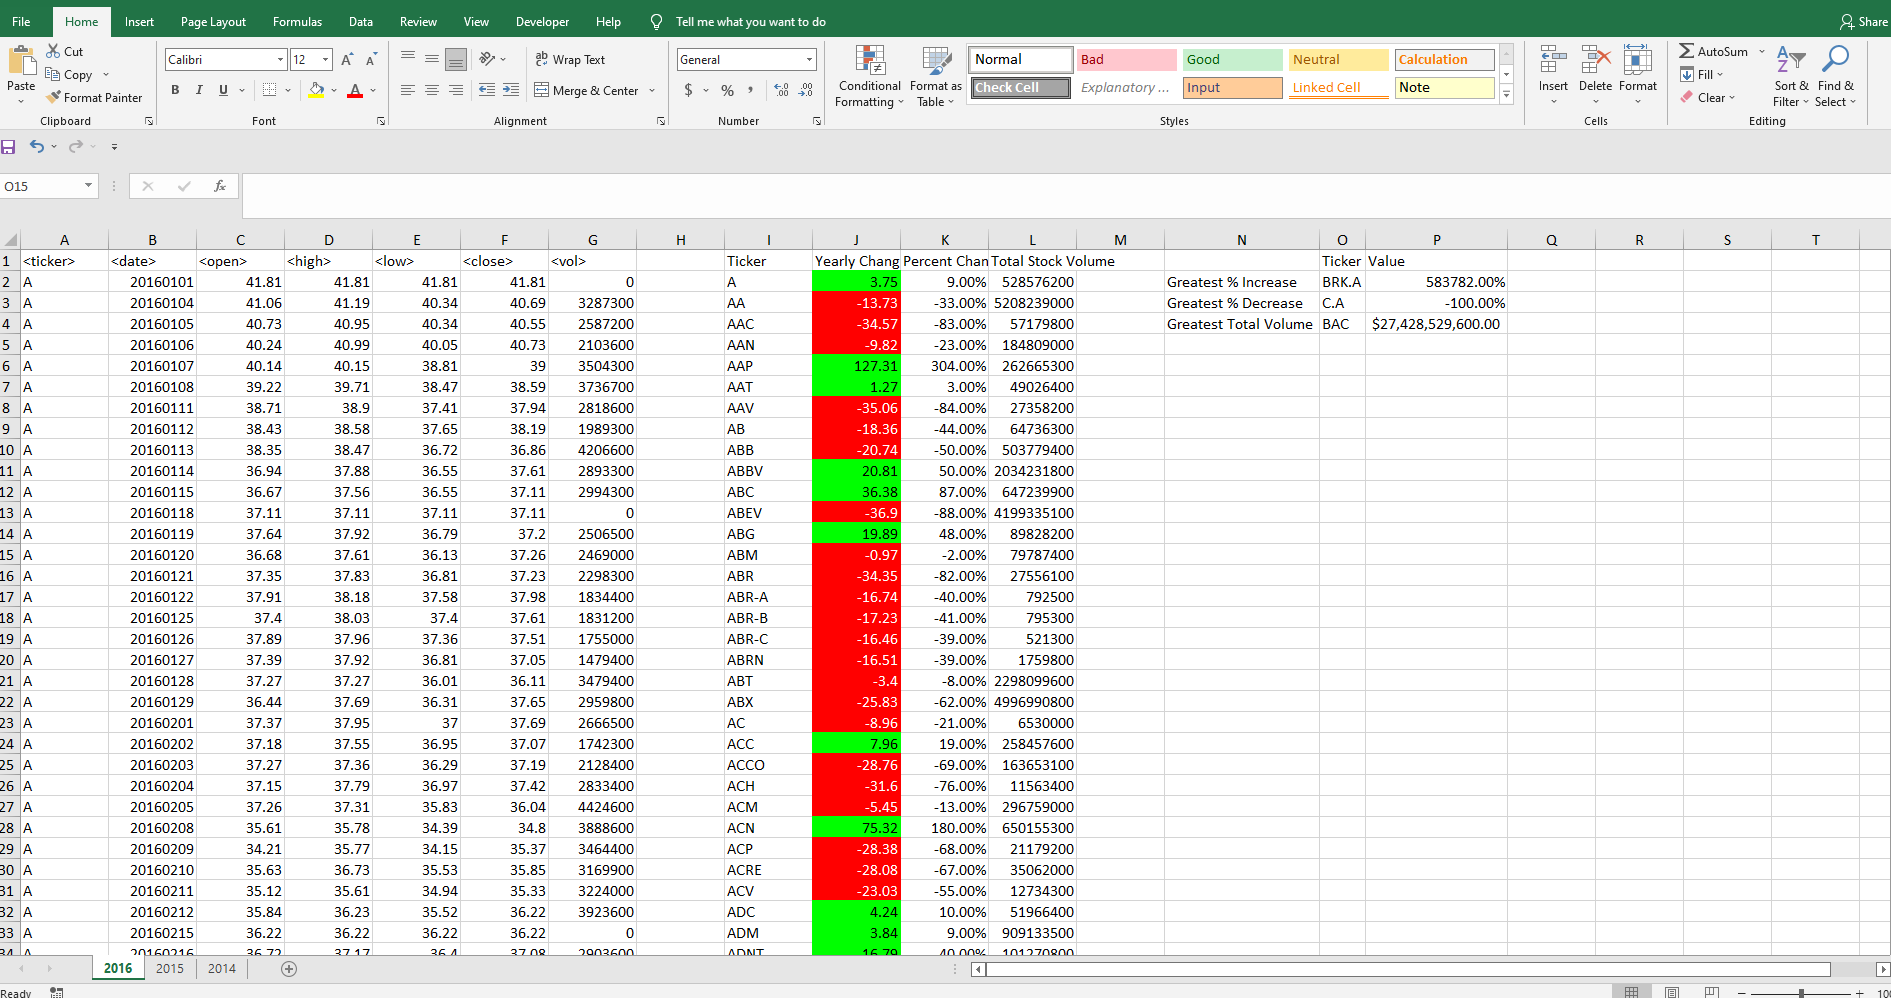 File Home Insert Page Layout Formulas Data Review View Developer Help Tell me what you want to do Share
Paste Cut Copy Format Painter Clipboard
Calibri 12 B I U Font
Wrap Text Merge & Center Alignment
General $ % , Number
Conditional Formatting Format as Table
Normal Bad Good Neutral Calculation
Check Cell Explanatory ... Input Linked Cell Note
Styles
Insert Delete Format Cells
AutoSum Fill Clear Sort & Filter Find & Select Editing
O15 fx
A B C D E F G H I J K L M N O P Q R S T
1 <ticker> <date> <open> <high> <low> <close> <vol> Ticker Yearly Chang Percent Chan Total Stock Volume Ticker Value
2 A 20160101 41.81 41.81 41.81 41.81 0 A 3.75 9.00% 528576200 Greatest % Increase BRK.A 583782.00%
3 A 20160104 41.06 41.19 40.34 40.69 3287300 AA -13.73 -33.00% 5208239000 Greatest % Decrease C.A -100.00%
4 A 20160105 40.73 40.95 40.34 40.55 2587200 AAC -34.57 -83.00% 57179800 Greatest Total Volume BAC $27,428,529,600.00
5 A 20160106 40.24 40.99 40.05 40.73 2103600 AAN -9.82 -23.00% 184809000
6 A 20160107 40.14 40.15 38.81 39 3504300 AAP 127.31 304.00% 262665300
7 A 20160108 39.22 39.71 38.47 38.59 3736700 AAT 1.27 3.00% 49026400
8 A 20160111 38.71 38.9 37.41 37.94 2818600 AAV -35.06 -84.00% 27358200
9 A 20160112 38.43 38.58 37.65 38.19 1989300 AB -18.36 -44.00% 64736300
10 A 20160113 38.35 38.47 36.72 36.86 4206600 ABB -20.74 -50.00% 503779400
11 A 20160114 36.94 37.88 36.55 37.61 2893300 ABBV 20.81 50.00% 2034231800
12 A 20160115 36.67 37.56 36.55 37.11 2994300 ABC 36.38 87.00% 647239900
13 A 20160118 37.11 37.11 37.11 37.11 0 ABEV -36.9 -88.00% 4199335100
14 A 20160119 37.64 37.92 36.79 37.2 2506500 ABG 19.89 48.00% 89828200
15 A 20160120 36.68 37.61 36.13 37.26 2469000 ABM -0.97 -2.00% 79787400
16 A 20160121 37.35 37.83 36.81 37.23 2298300 ABR -34.35 -82.00% 27556100
17 A 20160122 37.91 38.18 37.58 37.98 1834400 ABR-A -16.74 -40.00% 792500
18 A 20160125 37.4 38.03 37.4 37.61 1831200 ABR-B -17.23 -41.00% 795300
19 A 20160126 37.89 37.96 37.36 37.51 1755000 ABR-C -16.46 -39.00% 521300
20 A 20160127 37.39 37.92 36.81 37.05 1479400 ABRN -16.51 -39.00% 1759800
21 A 20160128 37.27 37.27 36.01 36.11 3479400 ABT -3.4 -8.00% 2298099600
22 A 20160129 36.44 37.69 36.31 37.65 2959800 ABX -25.83 -62.00% 4996990800
23 A 20160201 37.37 37.95 37 37.69 2666500 AC -8.96 -21.00% 6530000
24 A 20160202 37.18 37.55 36.95 37.07 1742300 ACC 7.96 19.00% 258457600
25 A 20160203 37.27 37.36 36.29 37.19 2128400 ACCO -28.76 -69.00% 163653100
26 A 20160204 37.15 37.79 36.97 37.42 2833400 ACH -31.6 -76.00% 11563400
27 A 20160205 37.26 37.31 35.83 36.04 4424600 ACM -5.45 -13.00% 296759000
28 A 20160208 35.61 35.78 34.39 34.8 3888600 ACN 75.32 180.00% 650155300
29 A 20160209 34.21 35.77 34.15 35.37 3464400 ACP -28.38 -68.00% 21179200
30 A 20160210 35.63 36.73 35.53 35.85 3169900 ACRE -28.08 -67.00% 35062000
31 A 20160211 35.12 35.61 34.94 35.33 3224000 ACV -23.03 -55.00% 12734300
32 A 20160212 35.84 36.23 35.52 36.22 3923600 ADC 4.24 10.00% 51966400
33 A 20160215 36.22 36.22 36.22 36.22 0 ADM 3.84 9.00% 909133500
34 A 20160216 36.72 37.17 36.4 37.08 2903600 ADNT 16.79 40.00% 101270800
2016 2015 2014
Ready